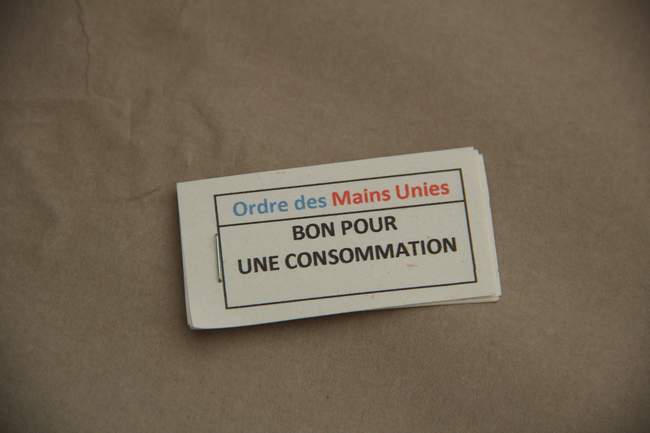 Ordre des Mains Unies
BON POUR
UNE CONSOMMATION